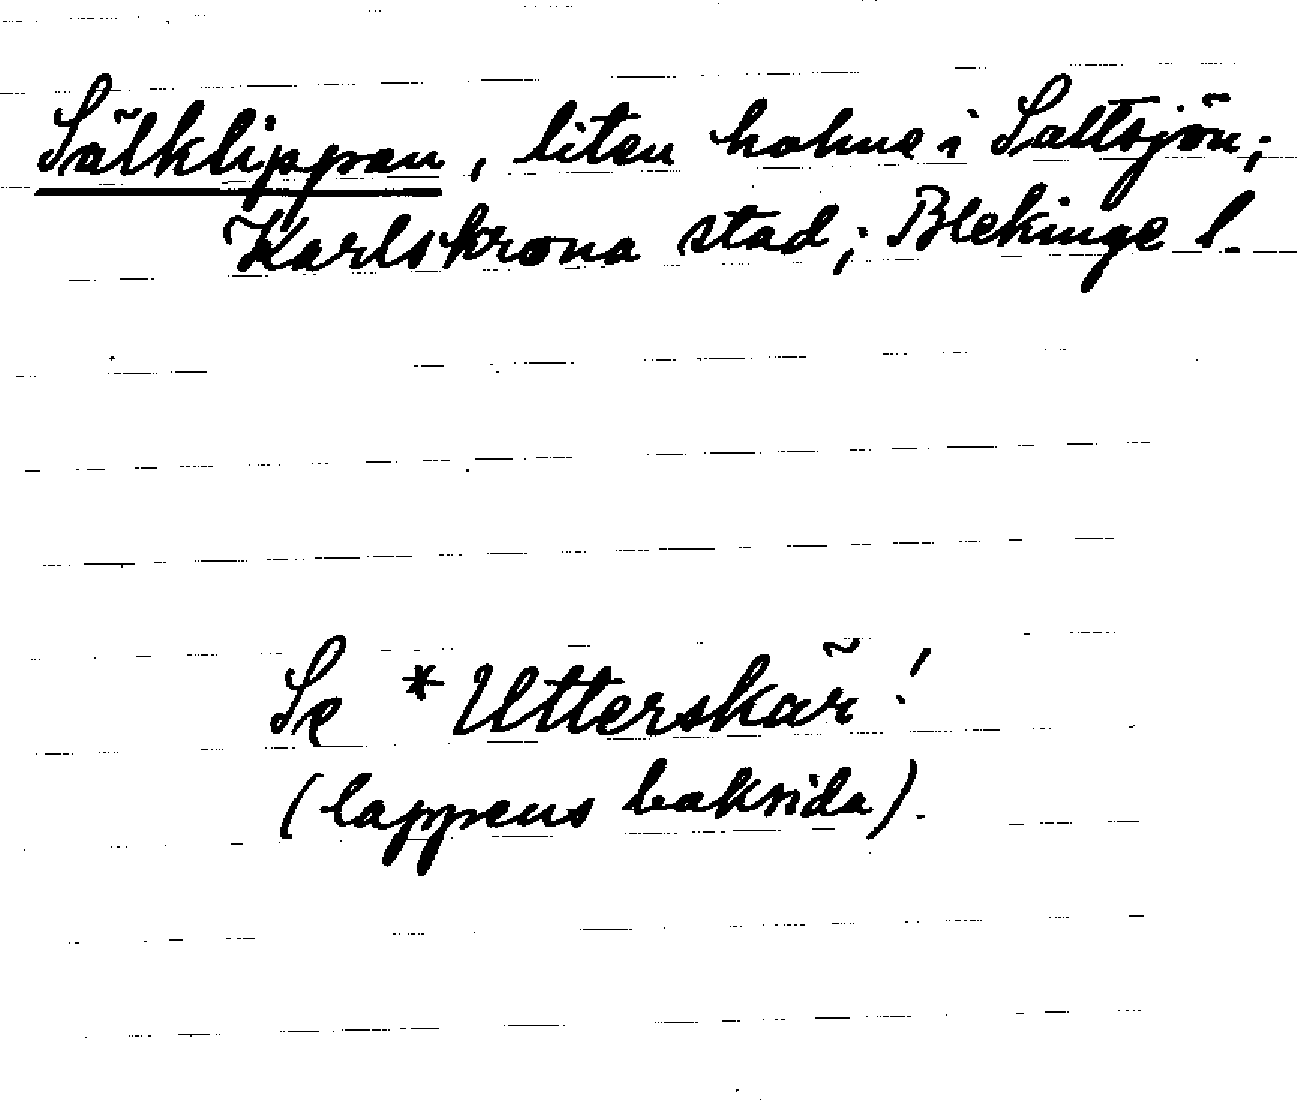 Sälklippan, liten holme i Saltsjön;
Karlskrona stad; Blekinge l.
Se *Utterskär!
(lappens baksida).